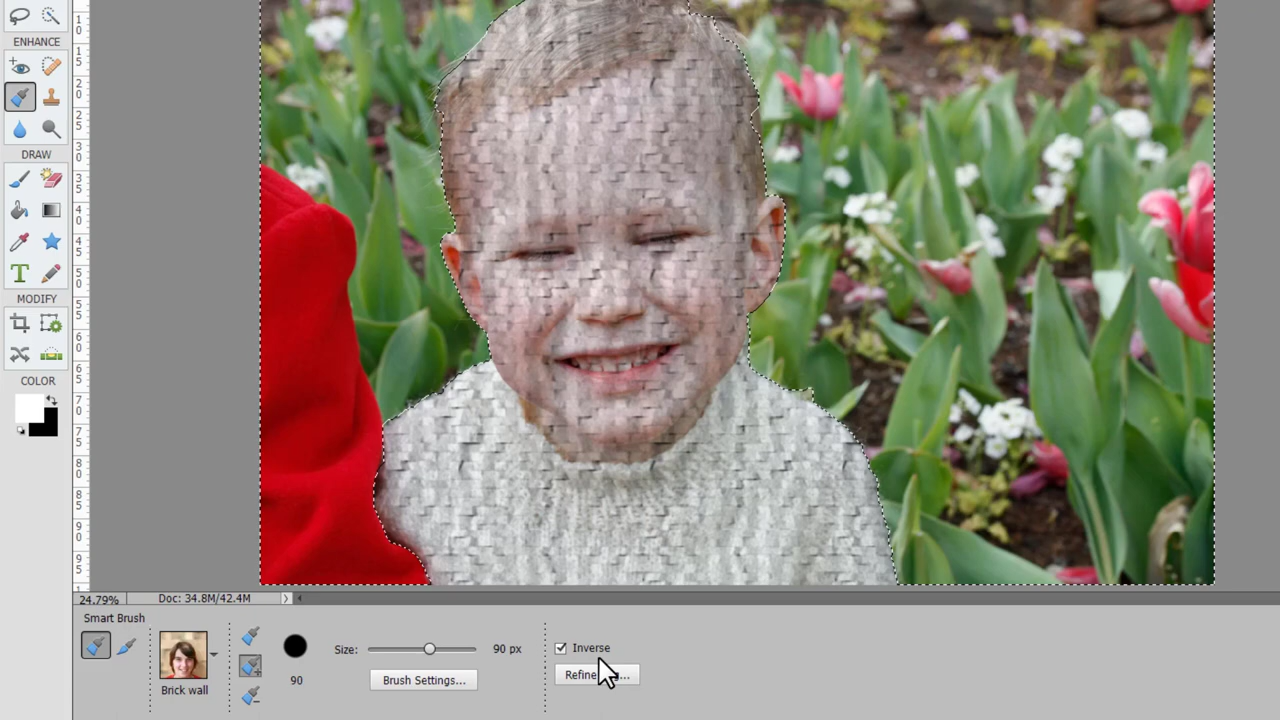 ENHANCE
DRAW
T
MODIFY
COLOR
24.79% Doc: 34.8M/42.4M
Smart Brush
Size: 90 px
Inverse
Brush Settings...
90
Brick wall